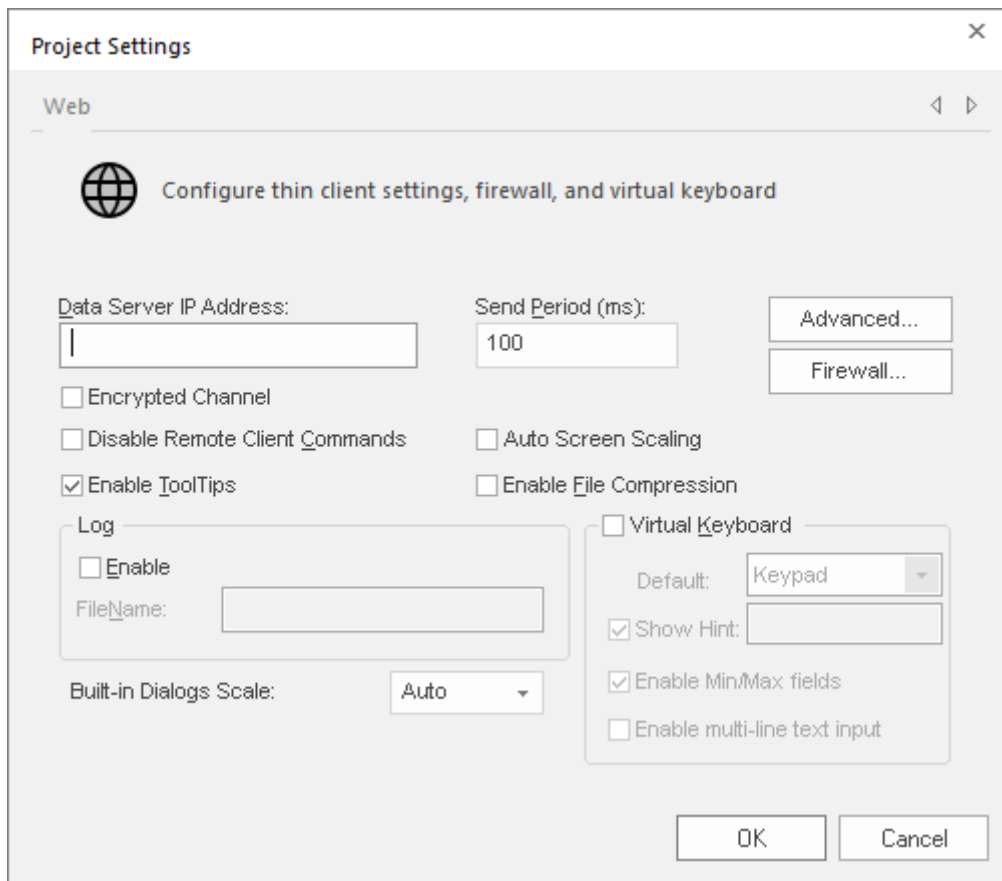 Project Settings
Web
Configure thin client settings, firewall, and virtual keyboard
Data Server IP Address:
Send Period (ms):
100
Advanced...
Firewall...
Encrypted Channel
Disable Remote Client Commands
Auto Screen Scaling
Enable ToolTips
Enable File Compression
Log
Enable
FileName:
Virtual Keyboard
Default:
Keypad
Show Hint:
Enable Min/Max fields
Enable multi-line text input
Built-in Dialogs Scale:
Auto
OK
Cancel